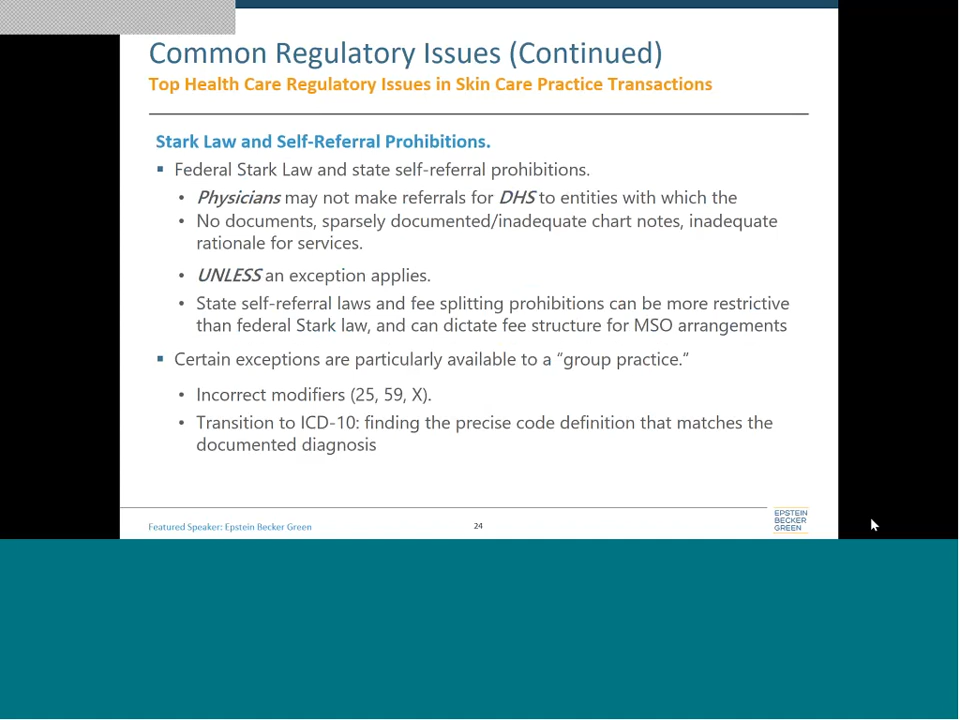 Common Regulatory Issues (Continued)
Top Health Care Regulatory Issues in Skin Care Practice Transactions
Stark Law and Self-Referral Prohibitions.
▪ Federal Stark Law and state self-referral prohibitions.
• Physicians may not make referrals for DHS to entities with which the
• No documents, sparsely documented/inadequate chart notes, inadequate
rationale for services.
• UNLESS an exception applies.
• State self-referral laws and fee splitting prohibitions can be more restrictive
than federal Stark law, and can dictate fee structure for MSO arrangements
▪ Certain exceptions are particularly available to a “group practice.”
• Incorrect modifiers (25, 59, X).
• Transition to ICD-10: finding the precise code definition that matches the
documented diagnosis
Featured Speaker: Epstein Becker Green
24
EPSTEIN
BECKER
GREEN